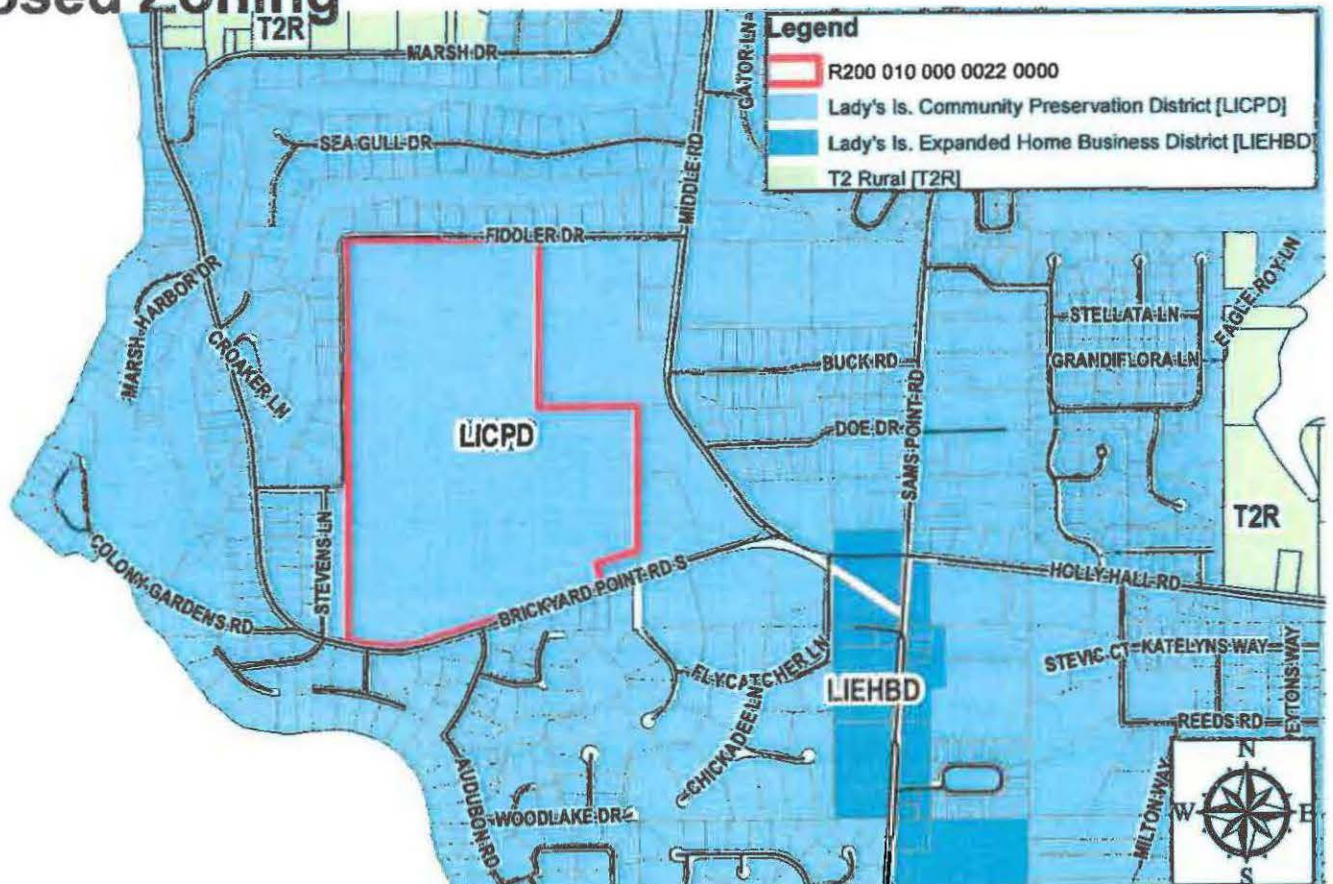 osed Zoning
Legend
R200 010 000 0022 0000
Lady's Is. Community Preservation District [LICPD]
Lady's Is. Expanded Home Business District [LIEHBD]
T2 Rural [T2R]
T2R
MARSH DR
GATOR LN
SEA GULL DR
MIDDLE RD
FIDDLER DR
MARSH HARBOR DR
CROAKER LN
STELLATA LN
EAGLE ROY LN
GRANDIFLORA LN
BUCK RD
SAMS POINT RD
DOE DR
LICPD
T2R
STEVENS LN
COLONY GARDENS RD
BRICKYARD POINT RD S
HOLLY HALL RD
FLYCATCHER LN
CHICKADEE LN
LIEHBD
STEVIC CT
KATELYNS WAY
EYTONS WAY
REEDS RD
AUDUBON RD
WOODLAKE DR
MILTON WAY
N
W
E
S